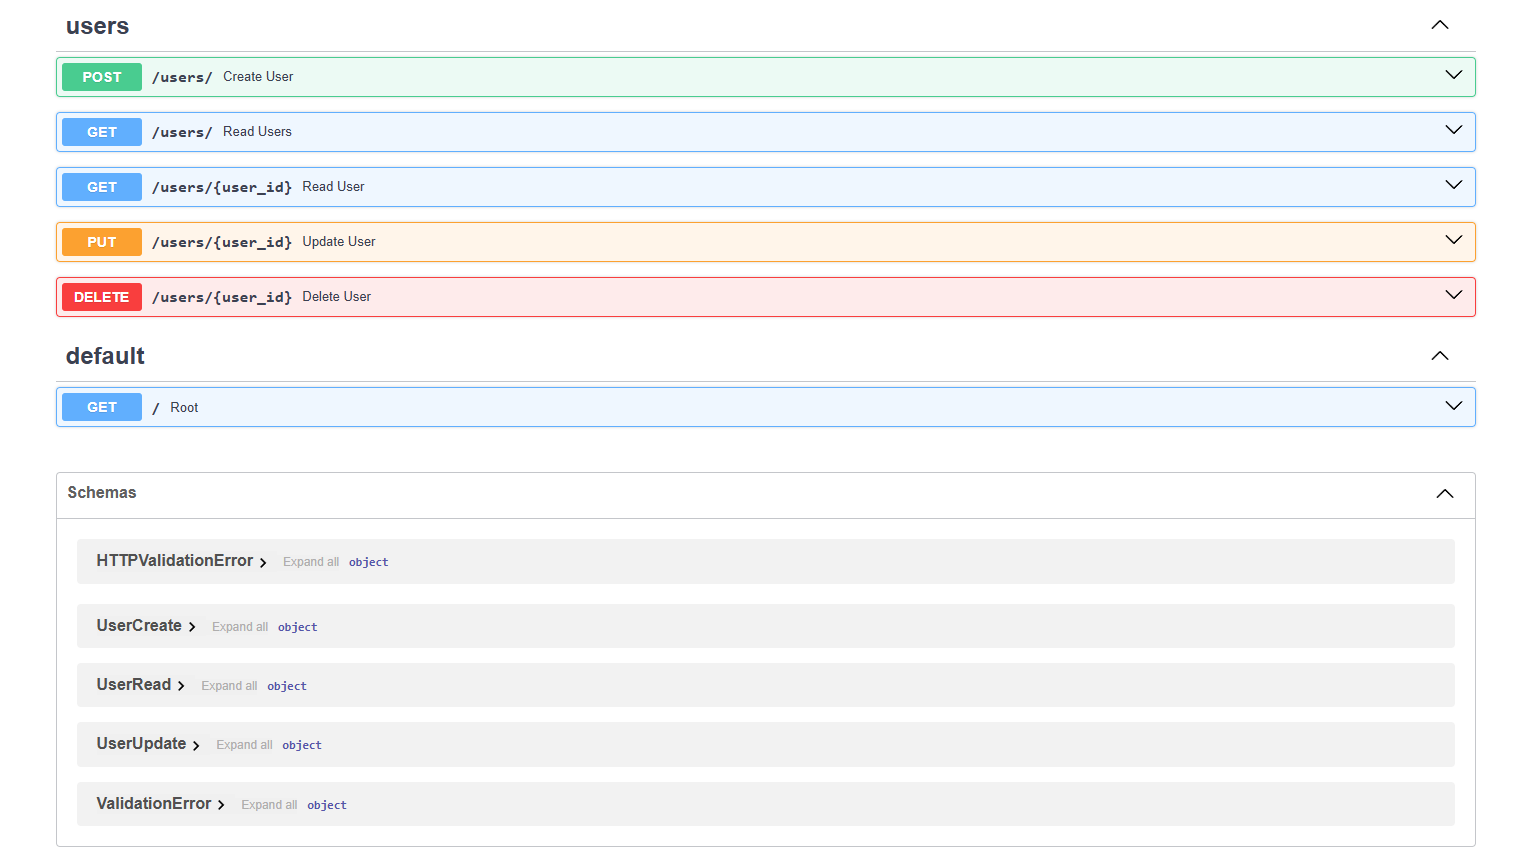 users
POST /users/ Create User
GET /users/ Read Users
GET /users/{user_id} Read User
PUT /users/{user_id} Update User
DELETE /users/{user_id} Delete User
default
GET / Root
Schemas
HTTPValidationError Expand all object
UserCreate Expand all object
UserRead Expand all object
UserUpdate Expand all object
ValidationError Expand all object